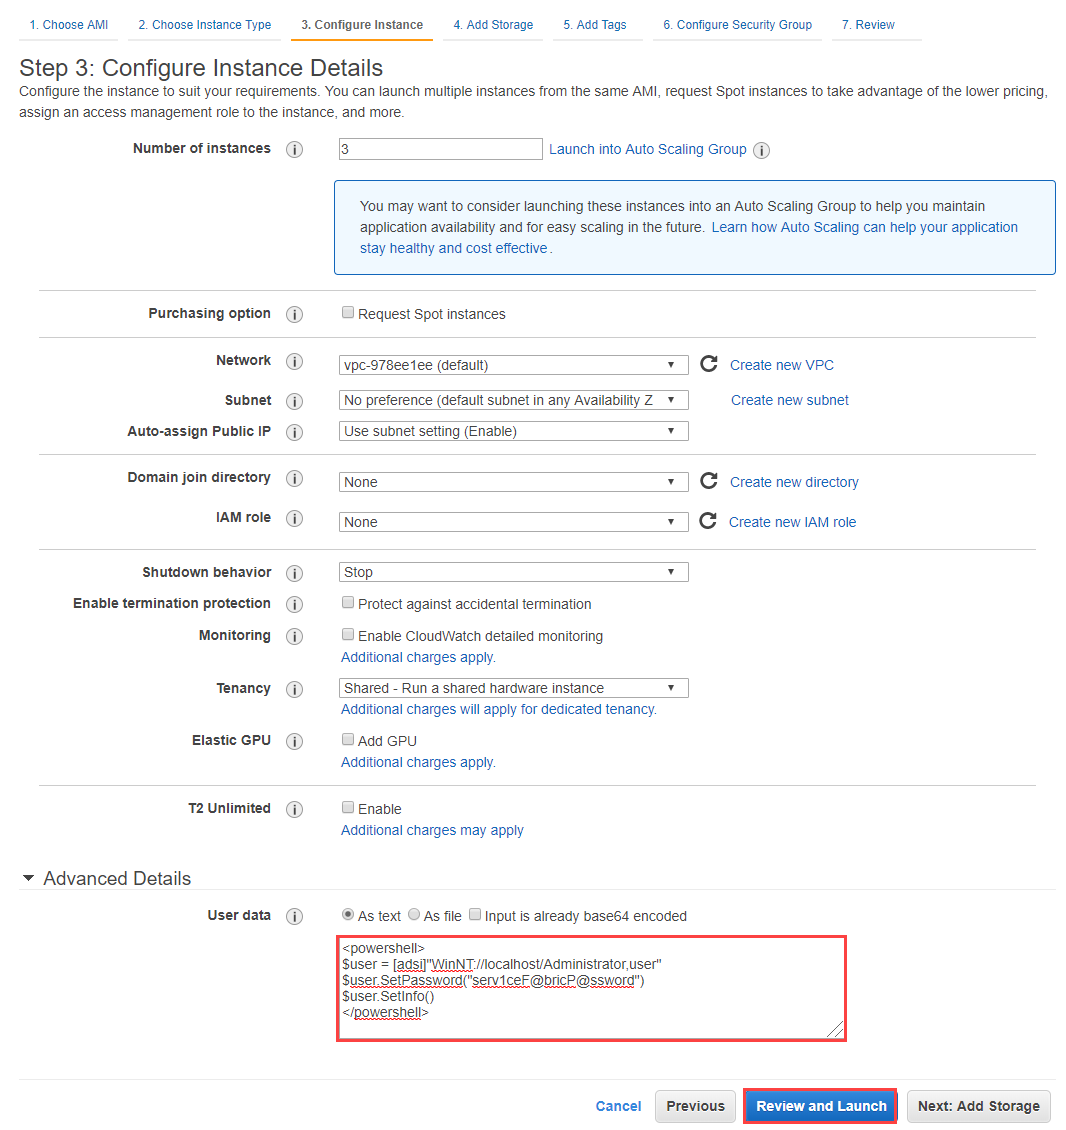 1. Choose AMI 2. Choose Instance Type 3. Configure Instance 4. Add Storage 5. Add Tags 6. Configure Security Group 7. Review
Step 3: Configure Instance Details
Configure the instance to suit your requirements. You can launch multiple instances from the same AMI, request Spot instances to take advantage of the lower pricing,
assign an access management role to the instance, and more.
Number of instances i 3 Launch into Auto Scaling Group i
You may want to consider launching these instances into an Auto Scaling Group to help you maintain
application availability and for easy scaling in the future. Learn how Auto Scaling can help your application
stay healthy and cost effective.
Purchasing option i Request Spot instances
Network i vpc-978ee1ee (default) Create new VPC
Subnet i No preference (default subnet in any Availability Z Create new subnet
Auto-assign Public IP i Use subnet setting (Enable)
Domain join directory i None Create new directory
IAM role i None Create new IAM role
Shutdown behavior i Stop
Enable termination protection i Protect against accidental termination
Monitoring i Enable CloudWatch detailed monitoring
Additional charges apply.
Tenancy i Shared - Run a shared hardware instance
Additional charges will apply for dedicated tenancy.
Elastic GPU i Add GPU
Additional charges apply.
T2 Unlimited i Enable
Additional charges may apply
Advanced Details
User data i As text As file Input is already base64 encoded
<powershell>
$user = [adsi]"WinNT://localhost/Administrator,user"
$user.SetPassword("serv1ceF@bricP@ssword")
$user.SetInfo()
</powershell>
Cancel Previous Review and Launch Next: Add Storage